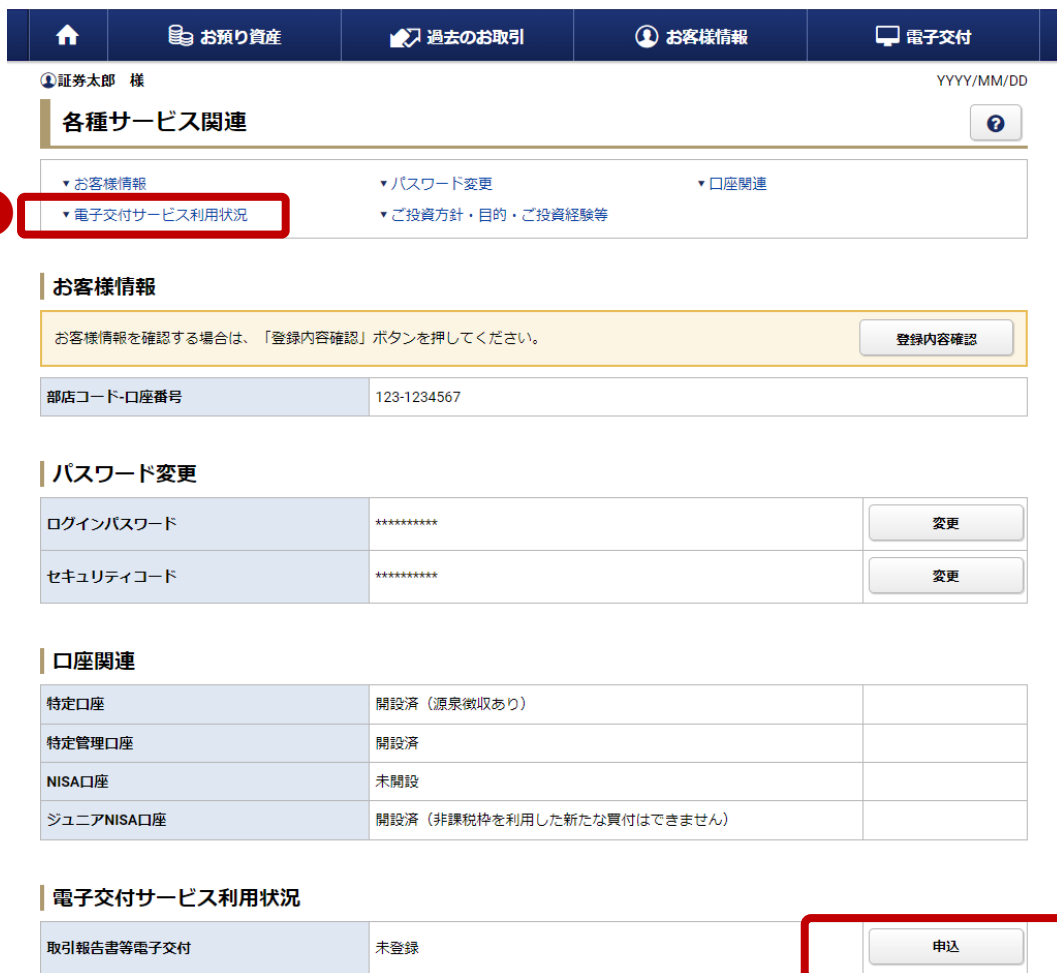 お預り資産 過去のお取引 お客様情報 電子交付
証券太郎 様 YYYY/MM/DD
各種サービス関連
▼お客様情報 ▼パスワード変更 ▼口座関連
▼電子交付サービス利用状況 ▼ご投資方針・目的・ご投資経験等
お客様情報
お客様情報を確認する場合は、「登録内容確認」ボタンを押してください。 登録内容確認
部店コード-口座番号 123-1234567
パスワード変更
ログインパスワード ********** 変更
セキュリティコード ********** 変更
口座関連
特定口座 開設済（源泉徴収あり）
特定管理口座 開設済
NISA口座 未開設
ジュニアNISA口座 開設済（非課税枠を利用した新たな買付はできません）
電子交付サービス利用状況
取引報告書等電子交付 未登録 申込